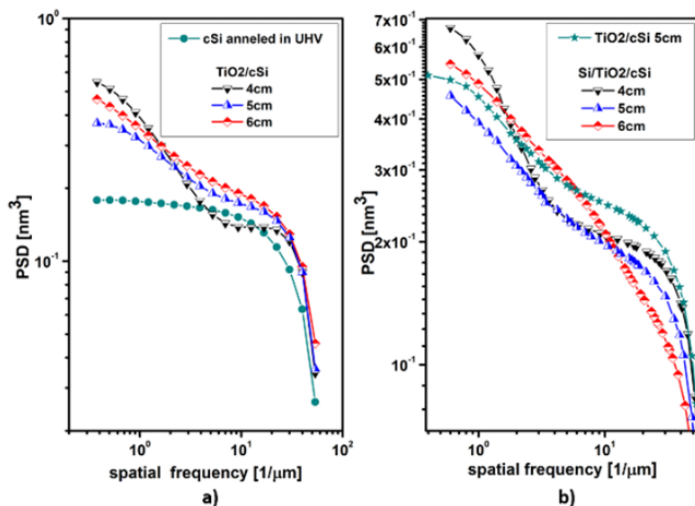 10⁰
cSi anneled in UHV
TiO2/cSi
4cm
5cm
6cm
PSD [nm³]
10⁻¹
10⁰
10¹
10²
spatial frequency [1/μm]
a)
7x10⁻¹
6x10⁻¹
5x10⁻¹
4x10⁻¹
3x10⁻¹
2x10⁻¹
10⁻¹
TiO2/cSi 5cm
Si/TiO2/cSi
4cm
5cm
6cm
PSD [nm³]
10⁰
10¹
spatial frequency [1/μm]
b)